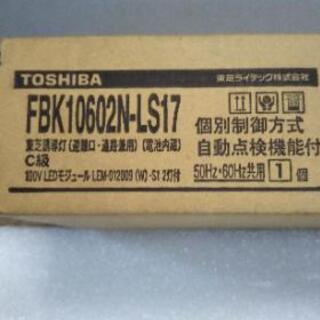 TOSHIBA
東芝ライテック株式会社
FBK10602N-LS17
東芝誘導灯(避難口・通路兼用)(電池内蔵)
C級
100V LEDモジュール LEM-012009 (W)-S1 2灯付
個別制御方式
自動点検機能付
50Hz・60Hz共用 1個